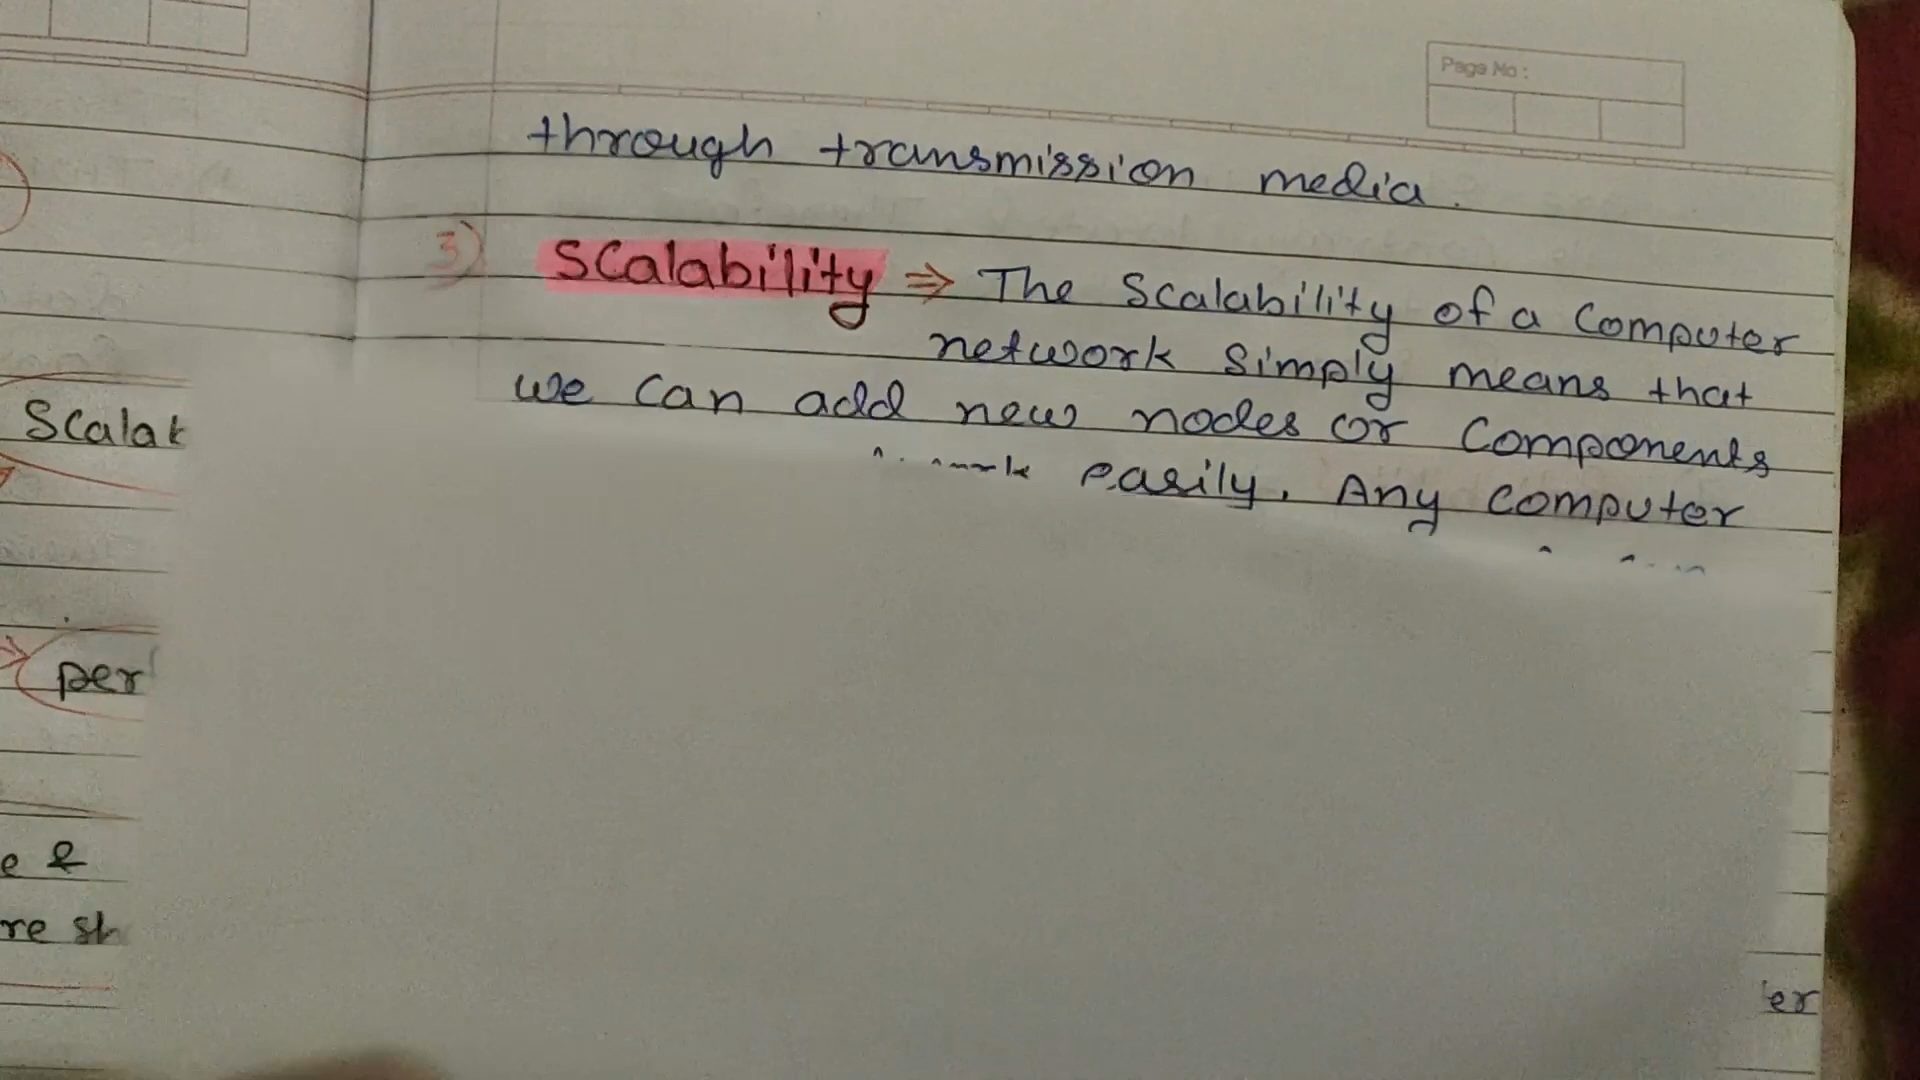 Page No :
through transmission media.
3) Scalability ⇒ The Scalability of a Computer
network Simply means that
we can add new nodes or Components
easily. Any computer
per
e &
re sh
er